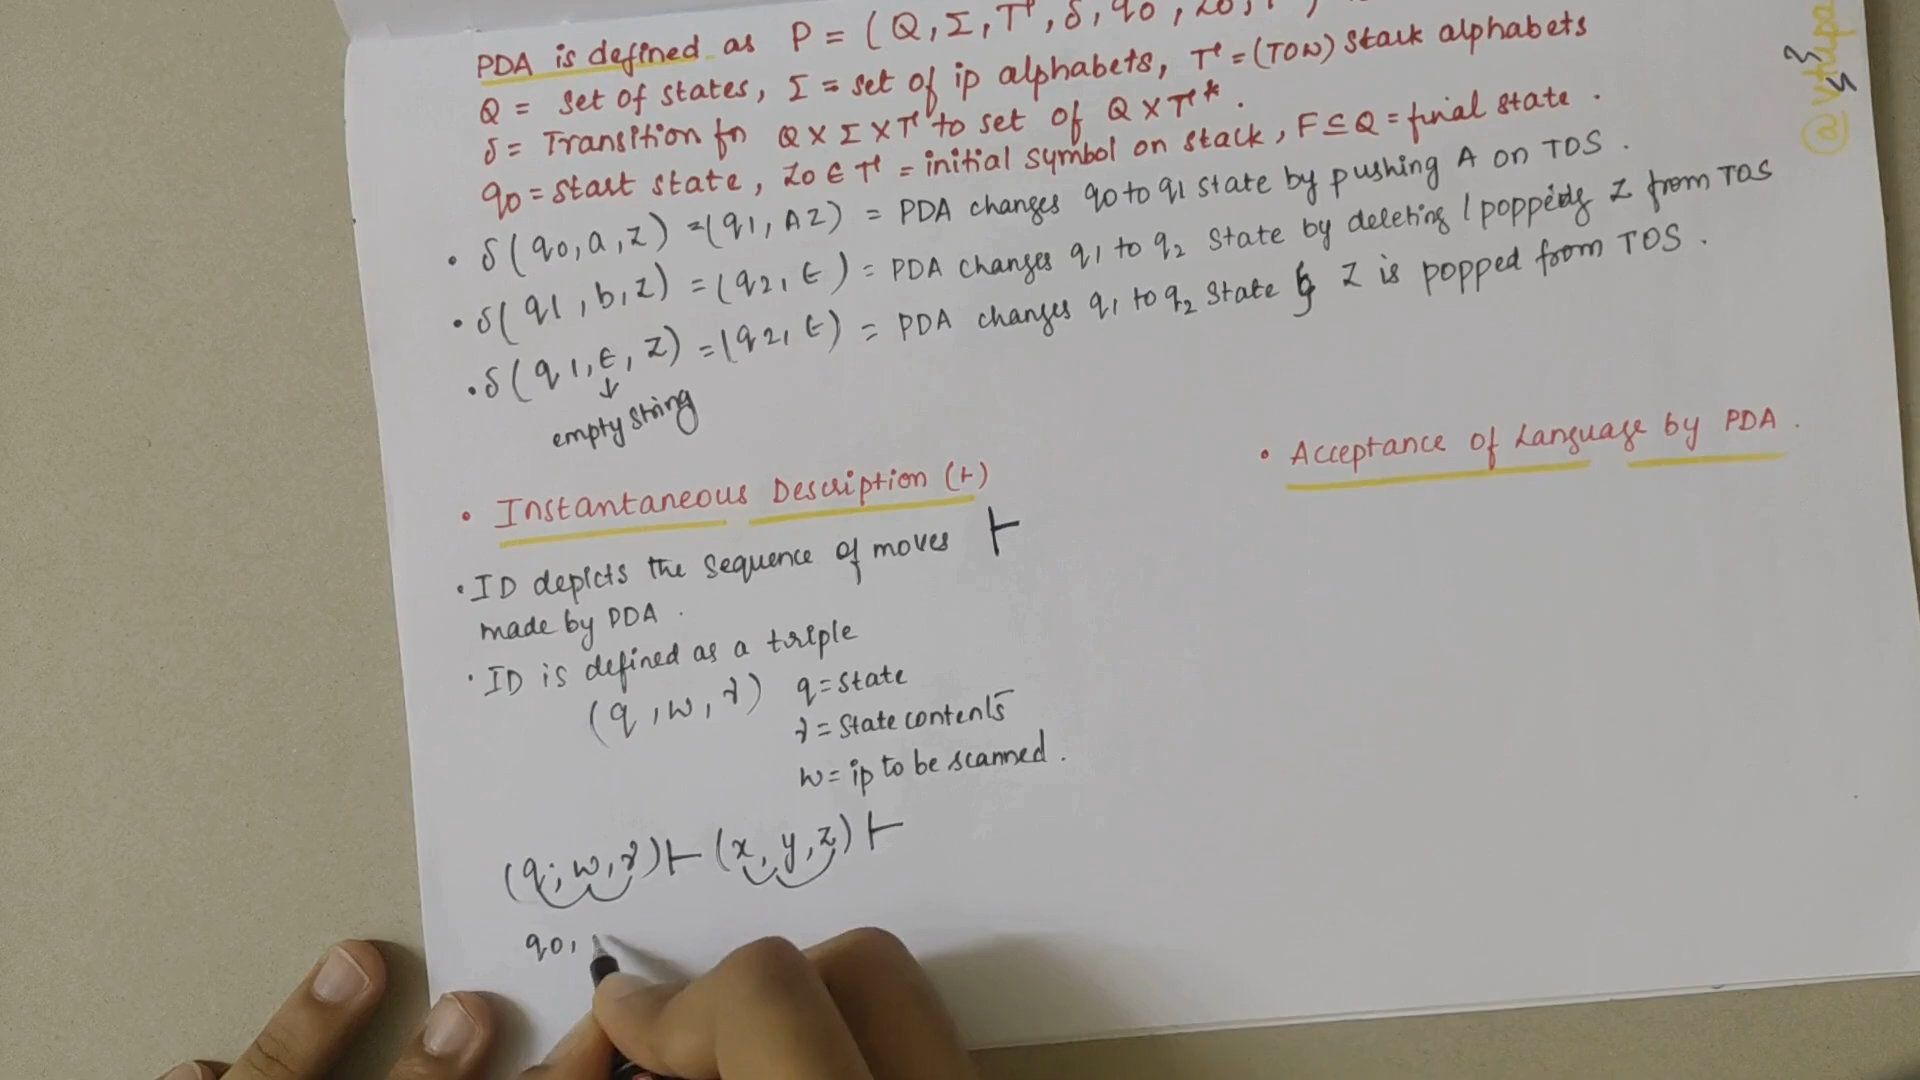 PDA is defined as P = (Q, Σ, Γ, δ, q0, Z0, F)
Q = set of states, Σ = set of ip alphabets, Γ = (TON) Stack alphabets
δ = Transition fn Q X Σ X Γ to set of Q X Γ* .
q0 = start state, Z0 ∈ Γ = initial symbol on stack, F ⊆ Q = final state .
• δ(q0, a, z) = (q1, AZ) = PDA changes q0 to q1 state by pushing A on TOS .
• δ(q1, b, z) = (q2, ε) = PDA changes q1 to q2 state by deleting / popping Z from TOS
• δ(q1, ε, z) = (q2, ε) = PDA changes q1 to q2 state & Z is popped from TOS .
↓
empty string
• Instantaneous Description (⊢)
• ID depicts the sequence of moves ⊢
made by PDA .
• ID is defined as a triple
(q, w, γ) q = state
γ = State contents
w = ip to be scanned .
(q, w, γ) ⊢ (x, y, z) ⊢
q0,
• Acceptance of Language by PDA .